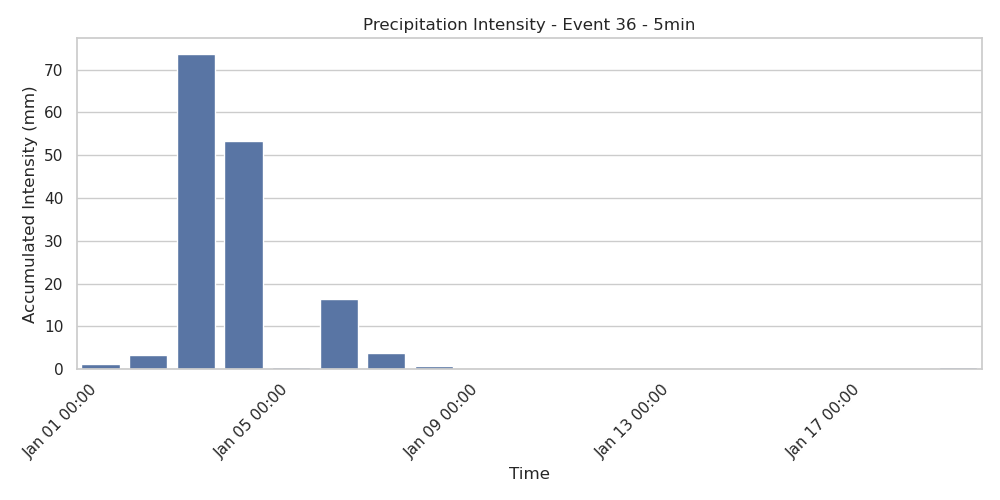 Precipitation Intensity - Event 36 - 5min
Accumulated Intensity (mm)
70
60
50
40
30
20
10
0
Jan 01 00:00
Jan 05 00:00
Jan 09 00:00
Jan 13 00:00
Jan 17 00:00
Time